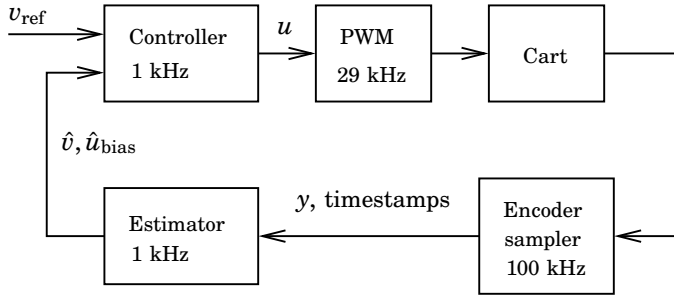 v_ref
Controller
1 kHz
u
PWM
29 kHz
Cart
v̂, û_bias
Estimator
1 kHz
y, timestamps
Encoder
sampler
100 kHz